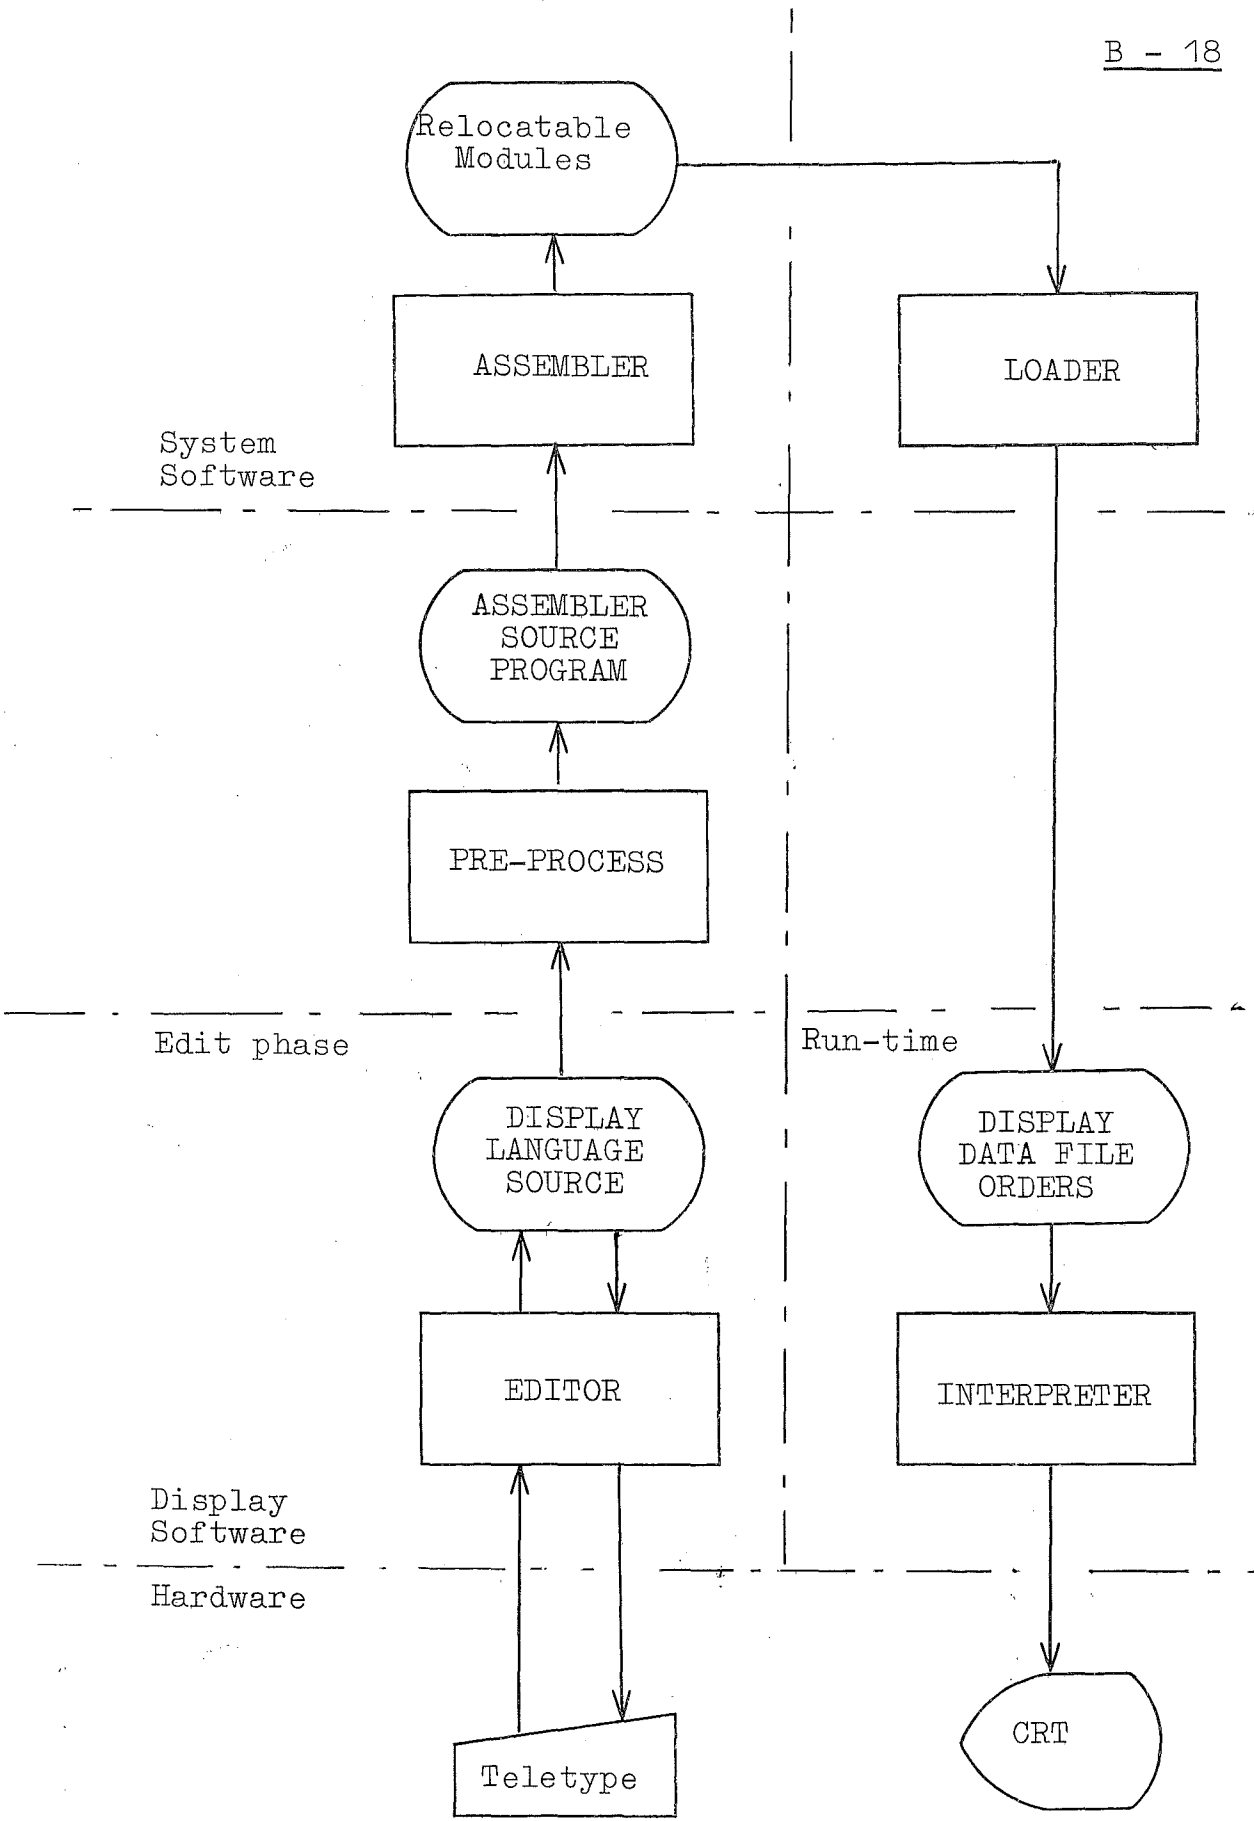 B - 18
Relocatable
Modules
ASSEMBLER
LOADER
System
Software
ASSEMBLER
SOURCE
PROGRAM
PRE-PROCESS
Edit phase
Run-time
DISPLAY
LANGUAGE
SOURCE
DISPLAY
DATA FILE
ORDERS
EDITOR
INTERPRETER
Display
Software
Hardware
CRT
Teletype